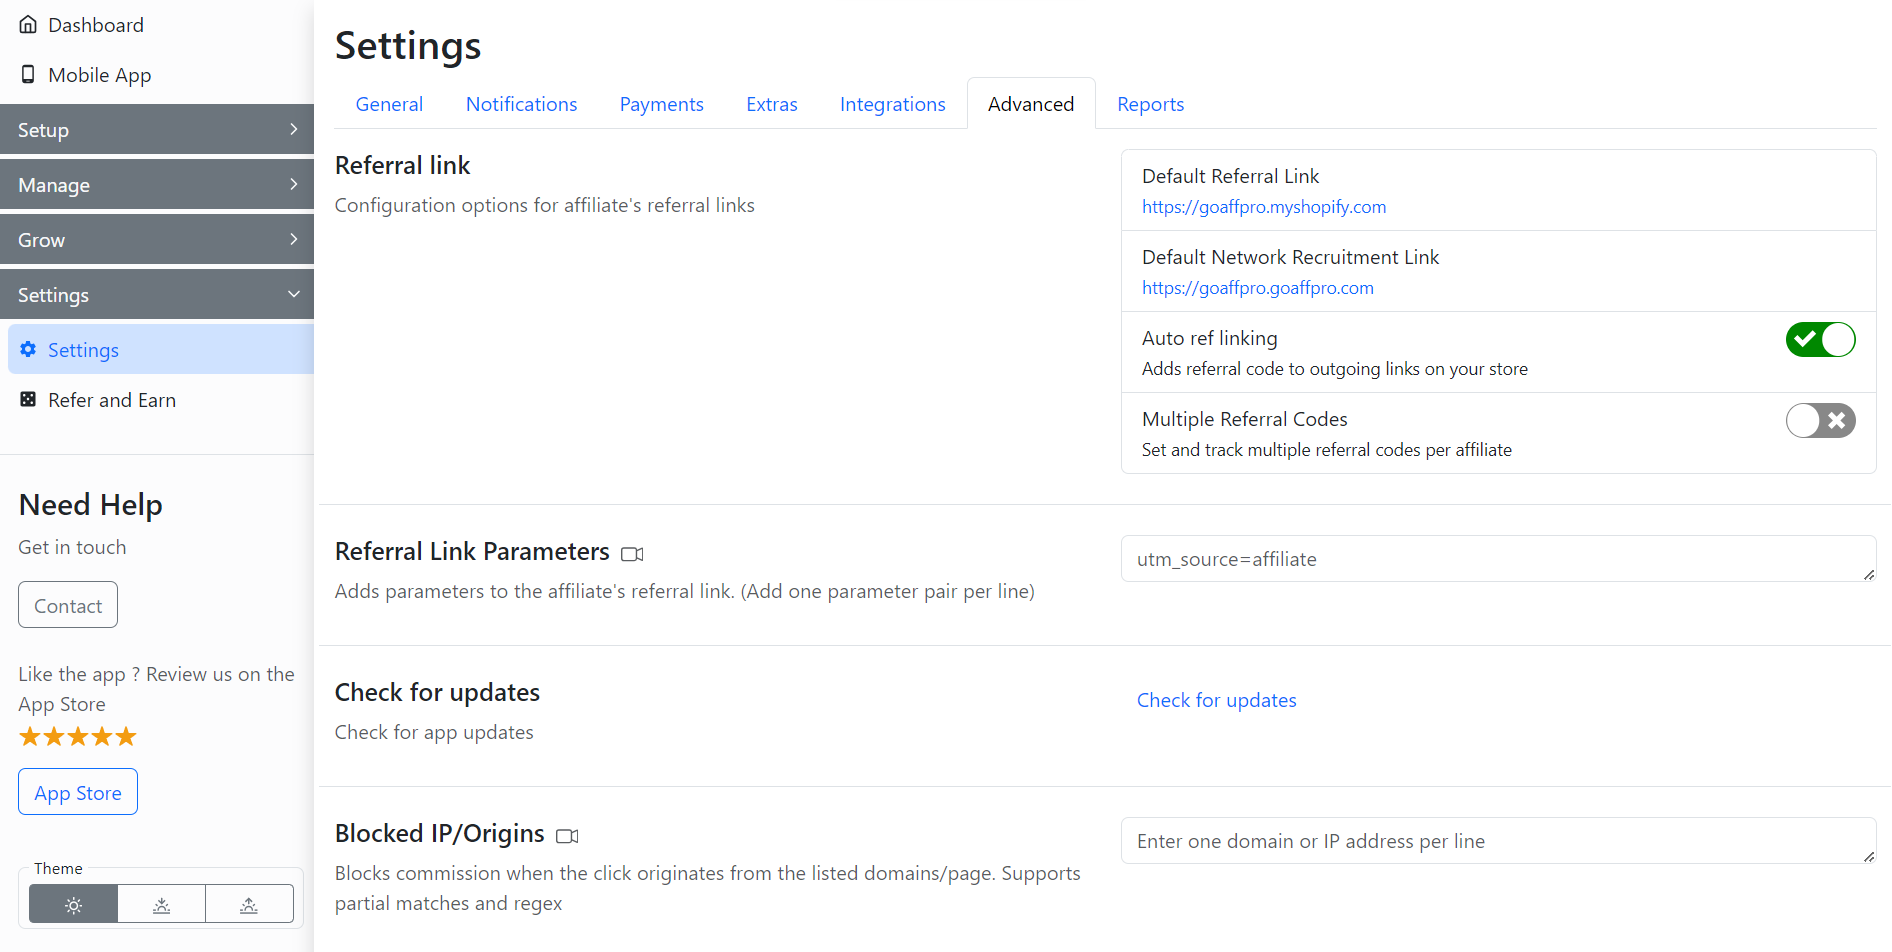 Dashboard
Mobile App
Setup
Manage
Grow
Settings
Settings
Refer and Earn
Need Help
Get in touch
Contact
Like the app ? Review us on the
App Store
App Store
Theme
Settings
General
Notifications
Payments
Extras
Integrations
Advanced
Reports
Referral link
Configuration options for affiliate's referral links
Default Referral Link
https://goaffpro.myshopify.com
Default Network Recruitment Link
https://goaffpro.goaffpro.com
Auto ref linking
Adds referral code to outgoing links on your store
Multiple Referral Codes
Set and track multiple referral codes per affiliate
Referral Link Parameters
Adds parameters to the affiliate's referral link. (Add one parameter pair per line)
utm_source=affiliate
Check for updates
Check for app updates
Check for updates
Blocked IP/Origins
Blocks commission when the click originates from the listed domains/page. Supports
partial matches and regex
Enter one domain or IP address per line